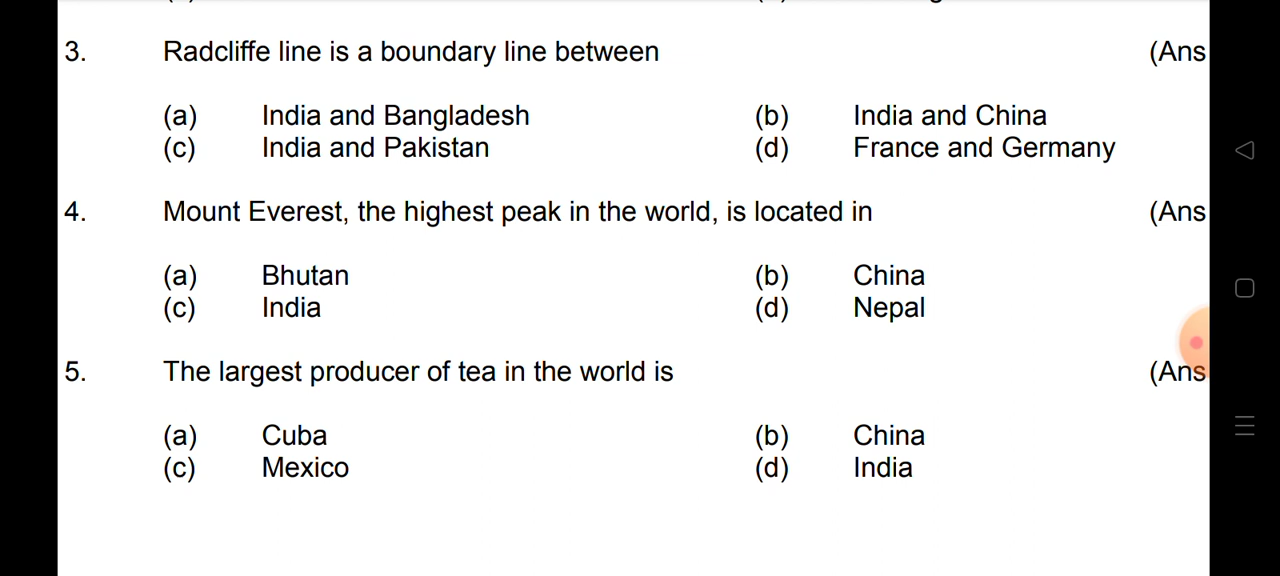 3. Radcliffe line is a boundary line between (Ans
(a) India and Bangladesh (b) India and China
(c) India and Pakistan (d) France and Germany
4. Mount Everest, the highest peak in the world, is located in (Ans
(a) Bhutan (b) China
(c) India (d) Nepal
5. The largest producer of tea in the world is (Ans
(a) Cuba (b) China
(c) Mexico (d) India